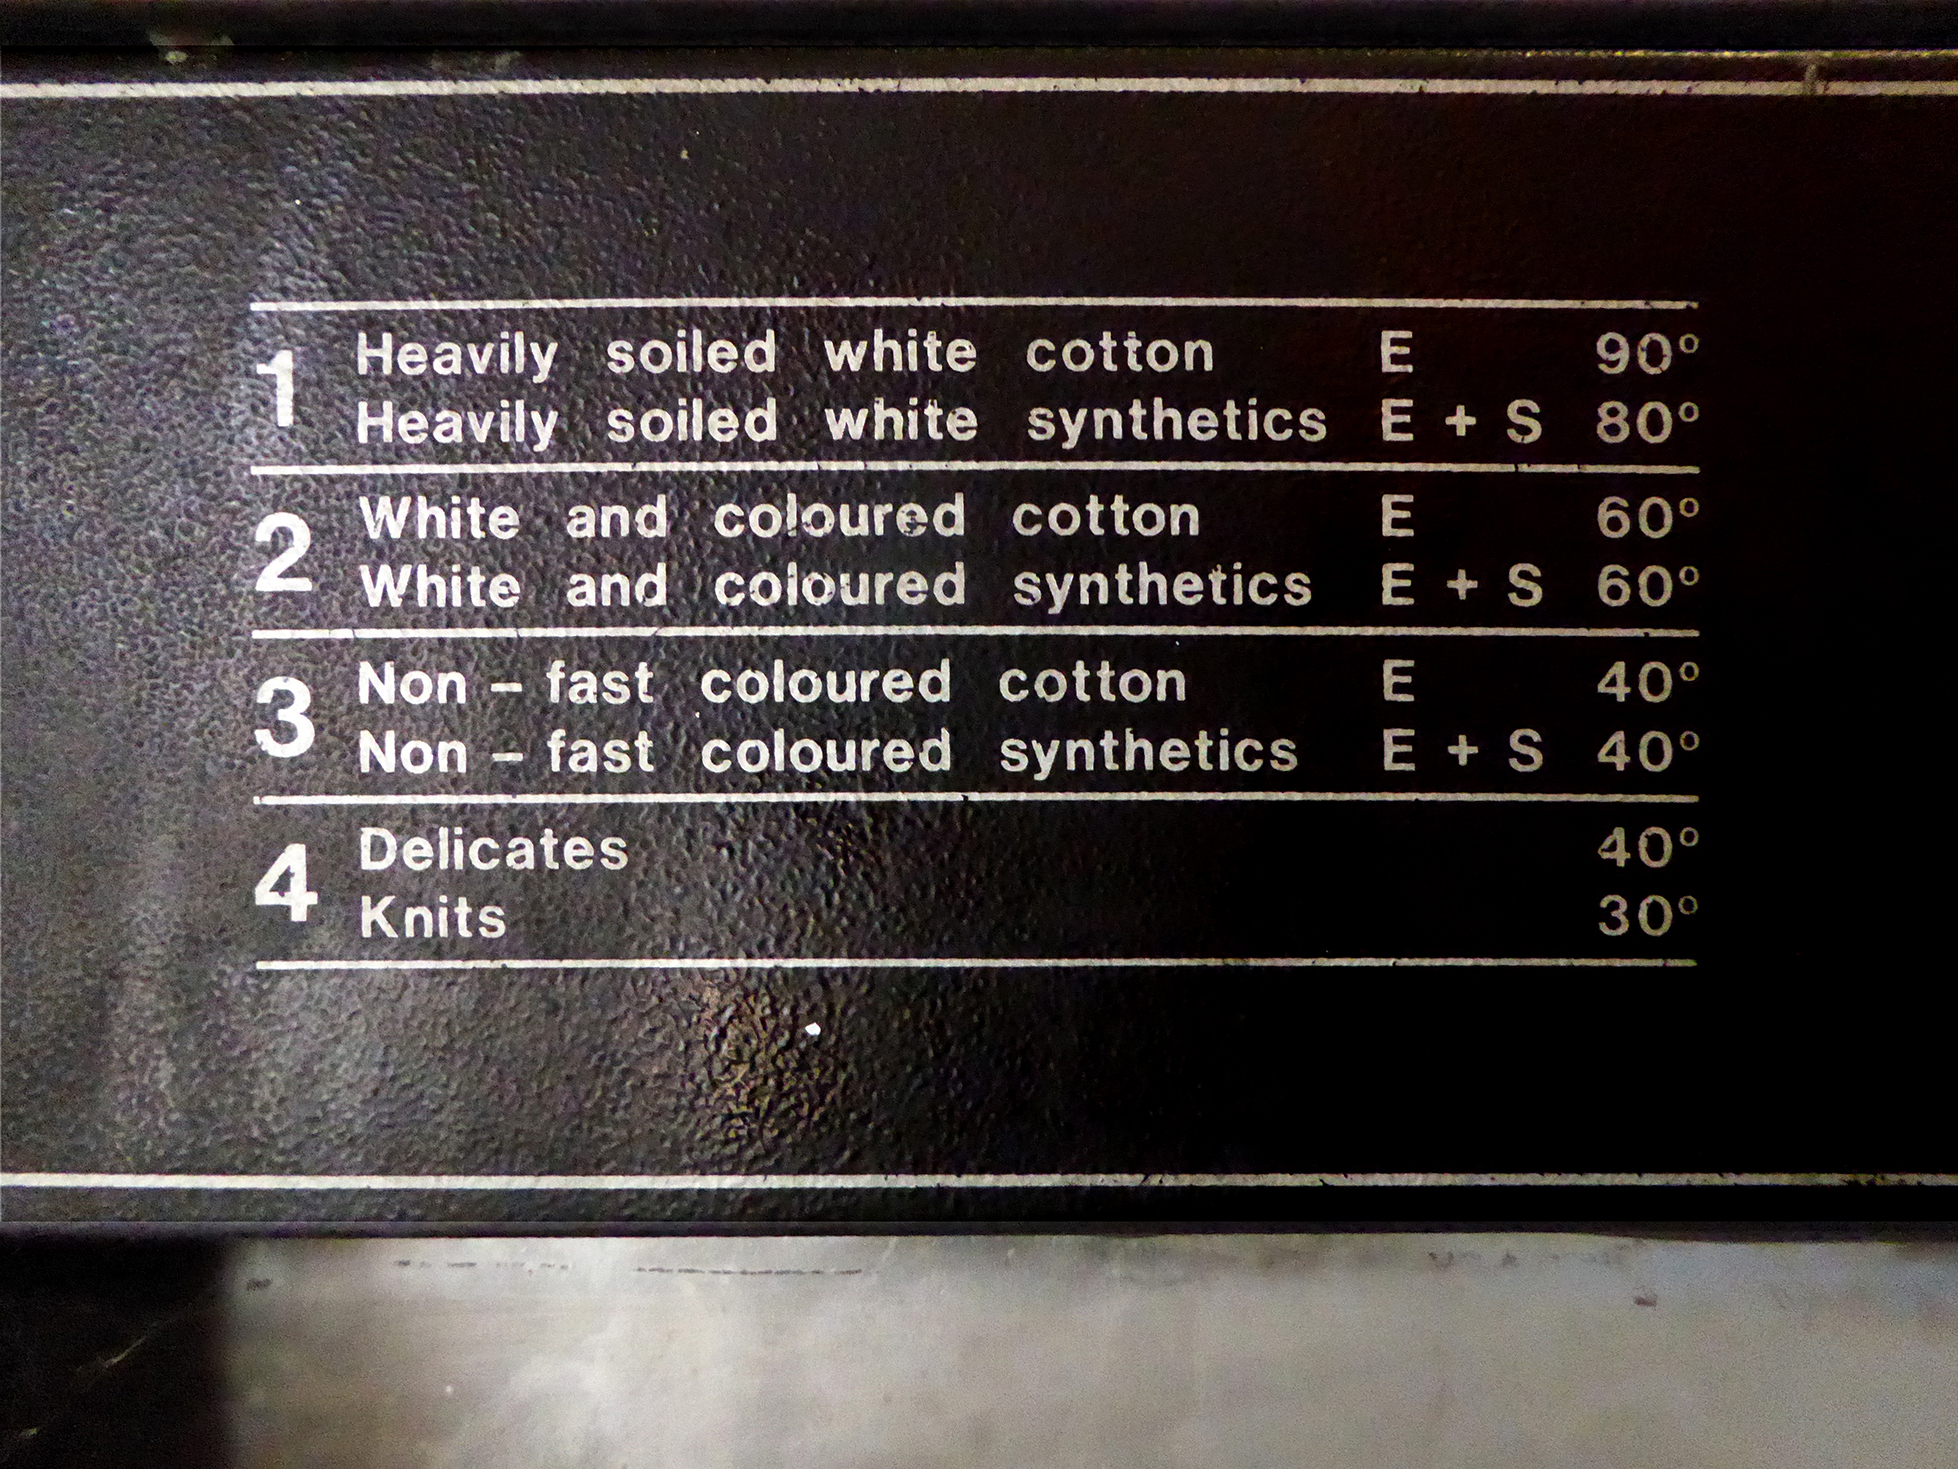 1 Heavily soiled white cotton E 90°
Heavily soiled white synthetics E + S 80°
2 White and coloured cotton E 60°
White and coloured synthetics E + S 60°
3 Non – fast coloured cotton E 40°
Non – fast coloured synthetics E + S 40°
4 Delicates 40°
Knits 30°